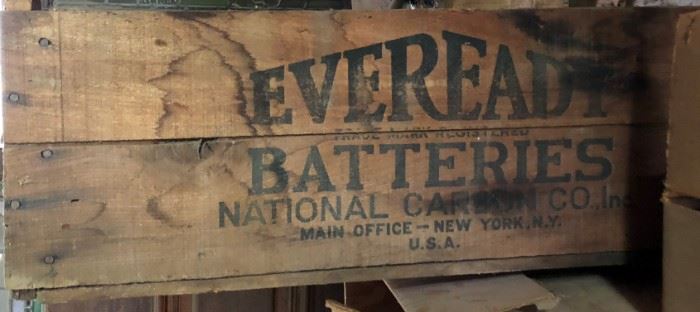 EVEREADY
TRADE MARK REGISTERED
BATTERIES
NATIONAL CARBON CO., Inc.
MAIN OFFICE — NEW YORK, N.Y.
U.S.A.